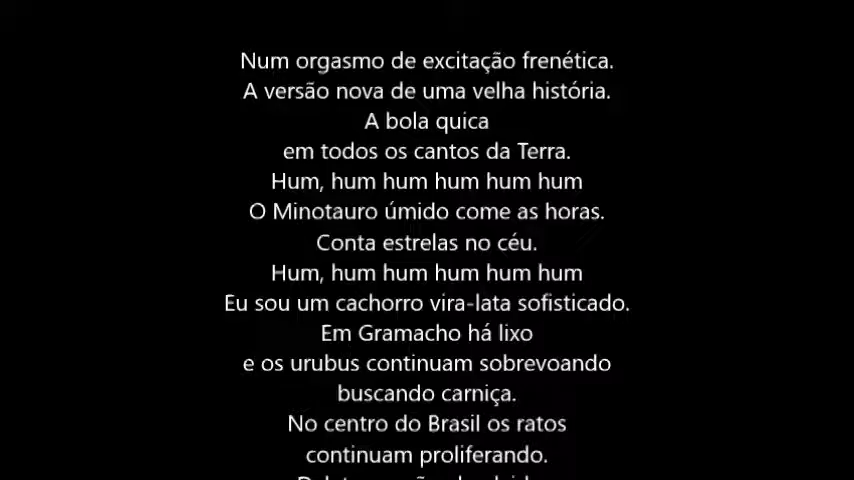 Num orgasmo de excitação frenética.
A versão nova de uma velha história.
A bola quica
em todos os cantos da Terra.
Hum, hum hum hum hum hum
O Minotauro úmido come as horas.
Conta estrelas no céu.
Hum, hum hum hum hum hum
Eu sou um cachorro vira-lata sofisticado.
Em Gramacho há lixo
e os urubus continuam sobrevoando
buscando carniça.
No centro do Brasil os ratos
continuam proliferando.